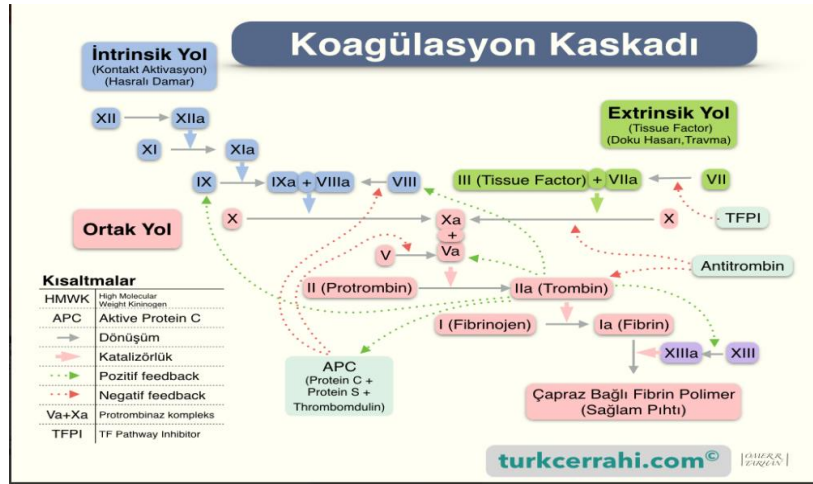 Koagülasyon Kaskadı
İntrinsik Yol
(Kontakt Aktivasyon)
(Hasralı Damar)
XII
XIIa
XI
XIa
IX
IXa + VIIIa
VIII
Extrinsik Yol
(Tissue Factor)
(Doku Hasarı,Travma)
III (Tissue Factor) + VIIa
VII
Ortak Yol
X
Xa
X
TFPI
+
V
Va
Antitrombin
II (Protrombin)
IIa (Trombin)
I (Fibrinojen)
Ia (Fibrin)
XIIIa
XIII
APC
(Protein C +
Protein S +
Thrombomdulin)
Çapraz Bağlı Fibrin Polimer
(Sağlam Pıhtı)
Kısaltmalar
HMWK High Molecular
Weight Kininogen
APC Aktive Protein C
Dönüşüm
Katalizörlük
Pozitif feedback
Negatif feedback
Va+Xa Protrombinaz kompleks
TFPI TF Pathway Inhibitor
turkcerrahi.com©
ÖMER R.
TARHAN